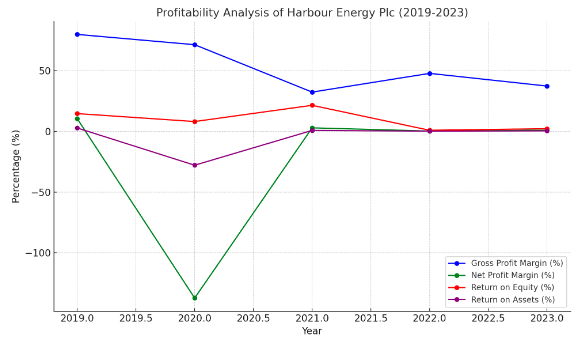 Profitability Analysis of Harbour Energy Plc (2019-2023)
Percentage (%)
50
0
−50
−100
Gross Profit Margin (%)
Net Profit Margin (%)
Return on Equity (%)
Return on Assets (%)
2019.0 2019.5 2020.0 2020.5 2021.0 2021.5 2022.0 2022.5 2023.0
Year